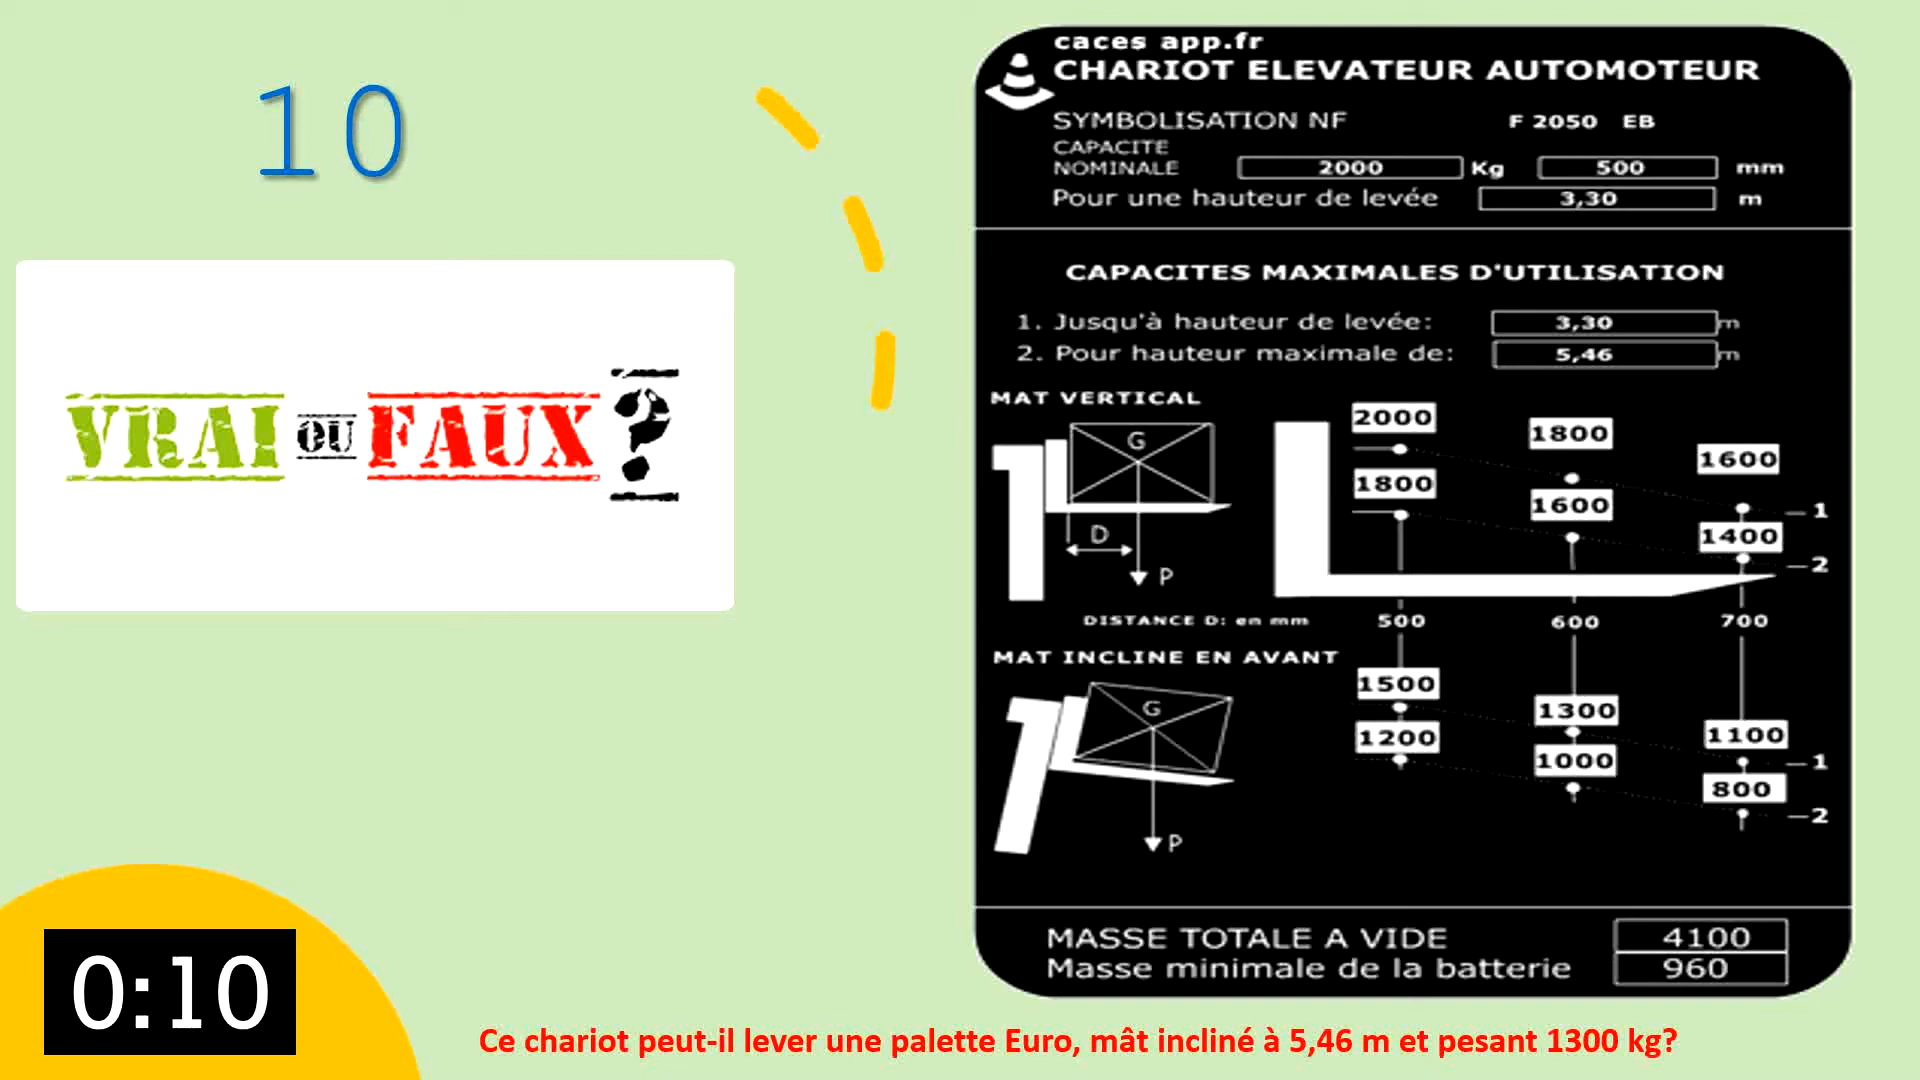 10
VRAI OU FAUX ?
0:10
caces app.fr
CHARIOT ELEVATEUR AUTOMOTEUR
SYMBOLISATION NF F 2050 EB
CAPACITE
NOMINALE 2000 Kg 500 mm
Pour une hauteur de levée 3,30 m
CAPACITES MAXIMALES D'UTILISATION
1. Jusqu'à hauteur de levée: 3,30 m
2. Pour hauteur maximale de: 5,46 m
MAT VERTICAL
G
D
P
2000 1800 1600
1800 1600 1400
1
2
DISTANCE D: en mm 500 600 700
MAT INCLINE EN AVANT
G
P
1500 1300 1100
1200 1000 800
1
2
MASSE TOTALE A VIDE 4100
Masse minimale de la batterie 960
Ce chariot peut-il lever une palette Euro, mât incliné à 5,46 m et pesant 1300 kg?